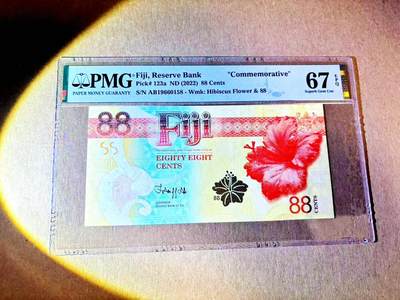 PMG
PAPER MONEY GUARANTY
Fiji, Reserve Bank "Commemorative"
Pick# 123a ND (2022) 88 Cents
S/N AB19660158 - Wmk: Hibiscus Flower & 88
67 EPQ
Superb Gem Unc
88 Fiji
EIGHTY EIGHT
CENTS
88
88
CENTS